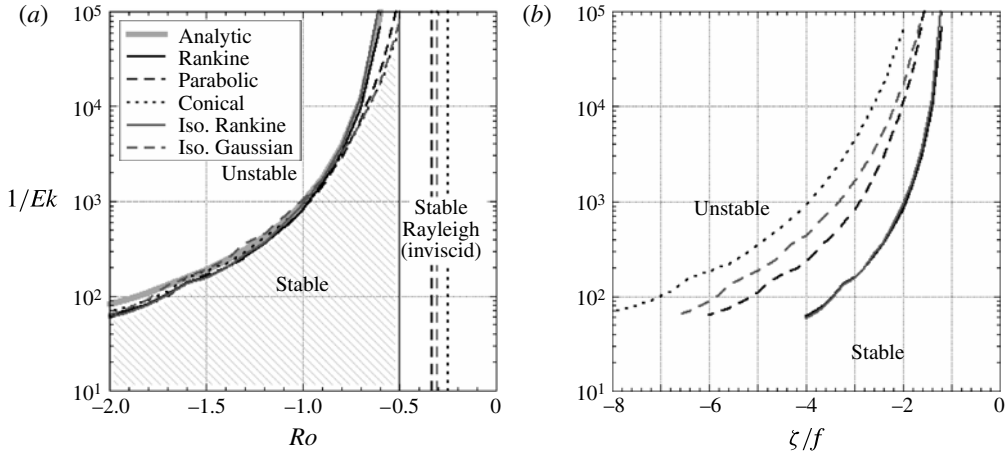 (a)
10^5
10^4
10^3
10^2
10^1
1/Ek
Analytic
Rankine
Parabolic
Conical
Iso. Rankine
Iso. Gaussian
Unstable
Stable
Stable
Rayleigh
(inviscid)
−2.0 −1.5 −1.0 −0.5 0
Ro
(b)
10^5
10^4
10^3
10^2
10^1
Unstable
Stable
−8 −6 −4 −2 0
ζ/f